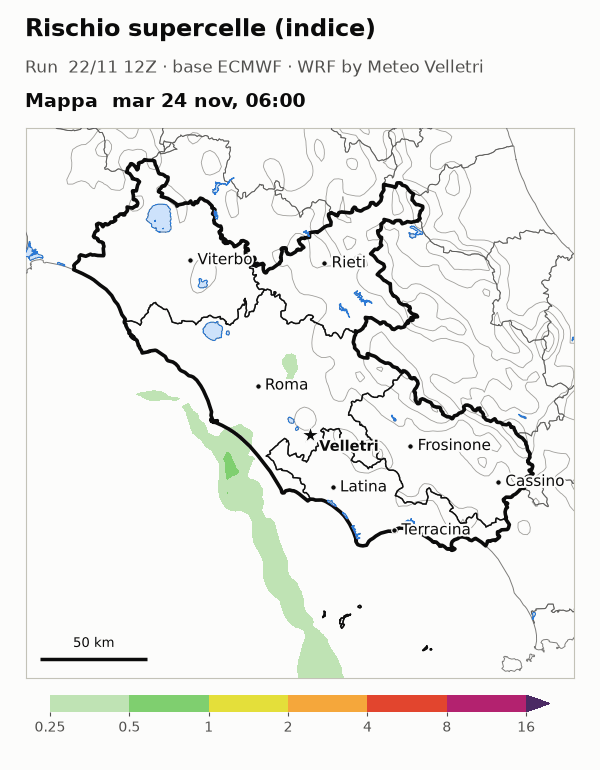 Rischio supercelle (indice)
Run  22/11 12Z · base ECMWF · WRF by Meteo Velletri
Mappa  mar 24 nov, 06:00
Viterbo
Rieti
Roma
Velletri
Frosinone
Cassino
Latina
Terracina
50 km
0.25 0.5 1 2 4 8 16